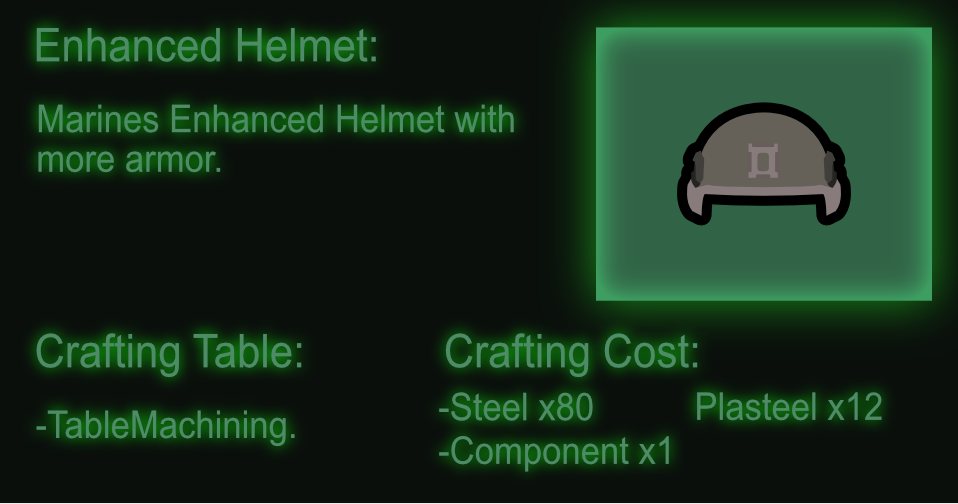 Enhanced Helmet:
Marines Enhanced Helmet with
more armor.
Crafting Table:
-TableMachining.
Crafting Cost:
-Steel x80 Plasteel x12
-Component x1